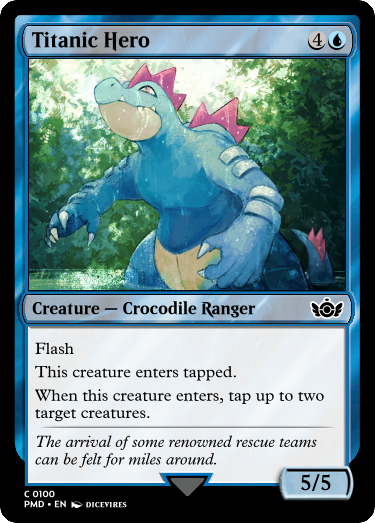 Titanic Hero 4
Creature — Crocodile Ranger
Flash
This creature enters tapped.
When this creature enters, tap up to two
target creatures.
The arrival of some renowned rescue teams
can be felt for miles around.
5/5
C 0100
PMD • EN DICEVIRES